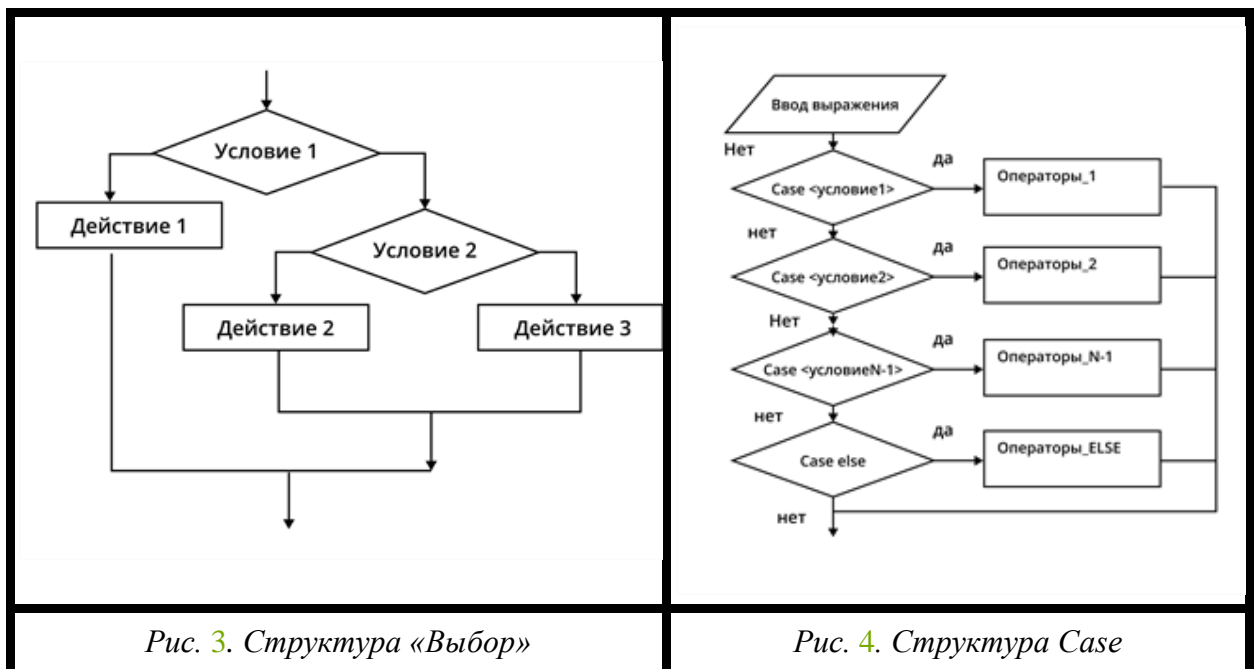 Условие 1
Действие 1
Условие 2
Действие 2
Действие 3
Рис. 3. Структура «Выбор»
Ввод выражения
Нет
Case <условие1>
да
Операторы_1
нет
Case <условие2>
да
Операторы_2
Нет
Case <условиеN-1>
да
Операторы_N-1
нет
Case else
да
Операторы_ELSE
нет
Рис. 4. Структура Case